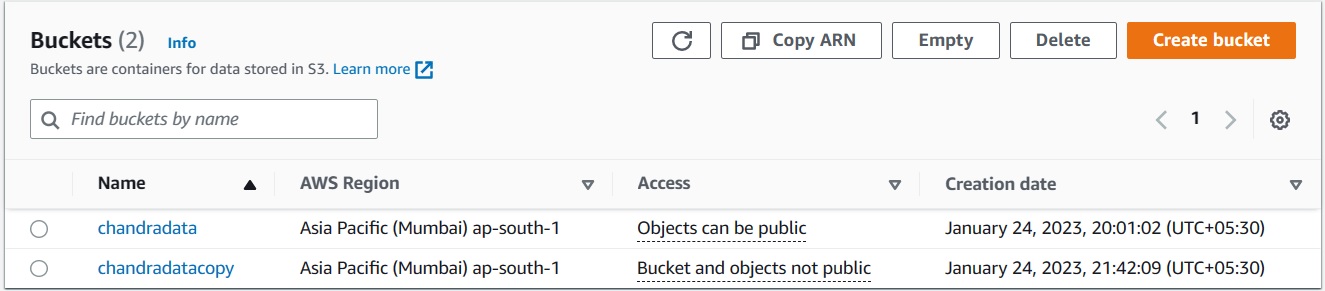 Buckets (2) Info
Copy ARN Empty Delete Create bucket
Buckets are containers for data stored in S3. Learn more
Find buckets by name
1
Name AWS Region Access Creation date
chandradata Asia Pacific (Mumbai) ap-south-1 Objects can be public January 24, 2023, 20:01:02 (UTC+05:30)
chandradatacopy Asia Pacific (Mumbai) ap-south-1 Bucket and objects not public January 24, 2023, 21:42:09 (UTC+05:30)